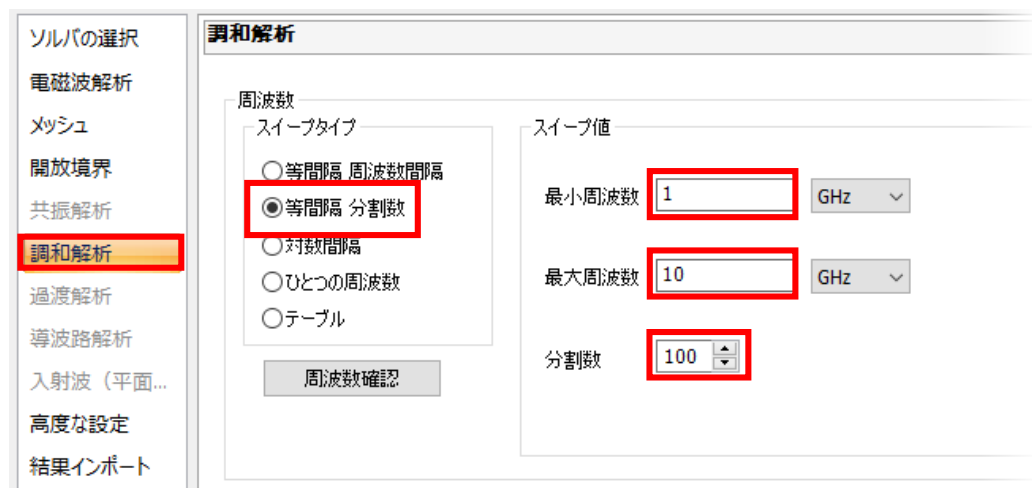 ソルバの選択
電磁波解析
メッシュ
開放境界
共振解析
調和解析
過渡解析
導波路解析
入射波（平面...
高度な設定
結果インポート
調和解析
周波数
スイープタイプ
等間隔 周波数間隔
等間隔 分割数
対数間隔
ひとつの周波数
テーブル
周波数確認
スイープ値
最小周波数 1 GHz
最大周波数 10 GHz
分割数 100